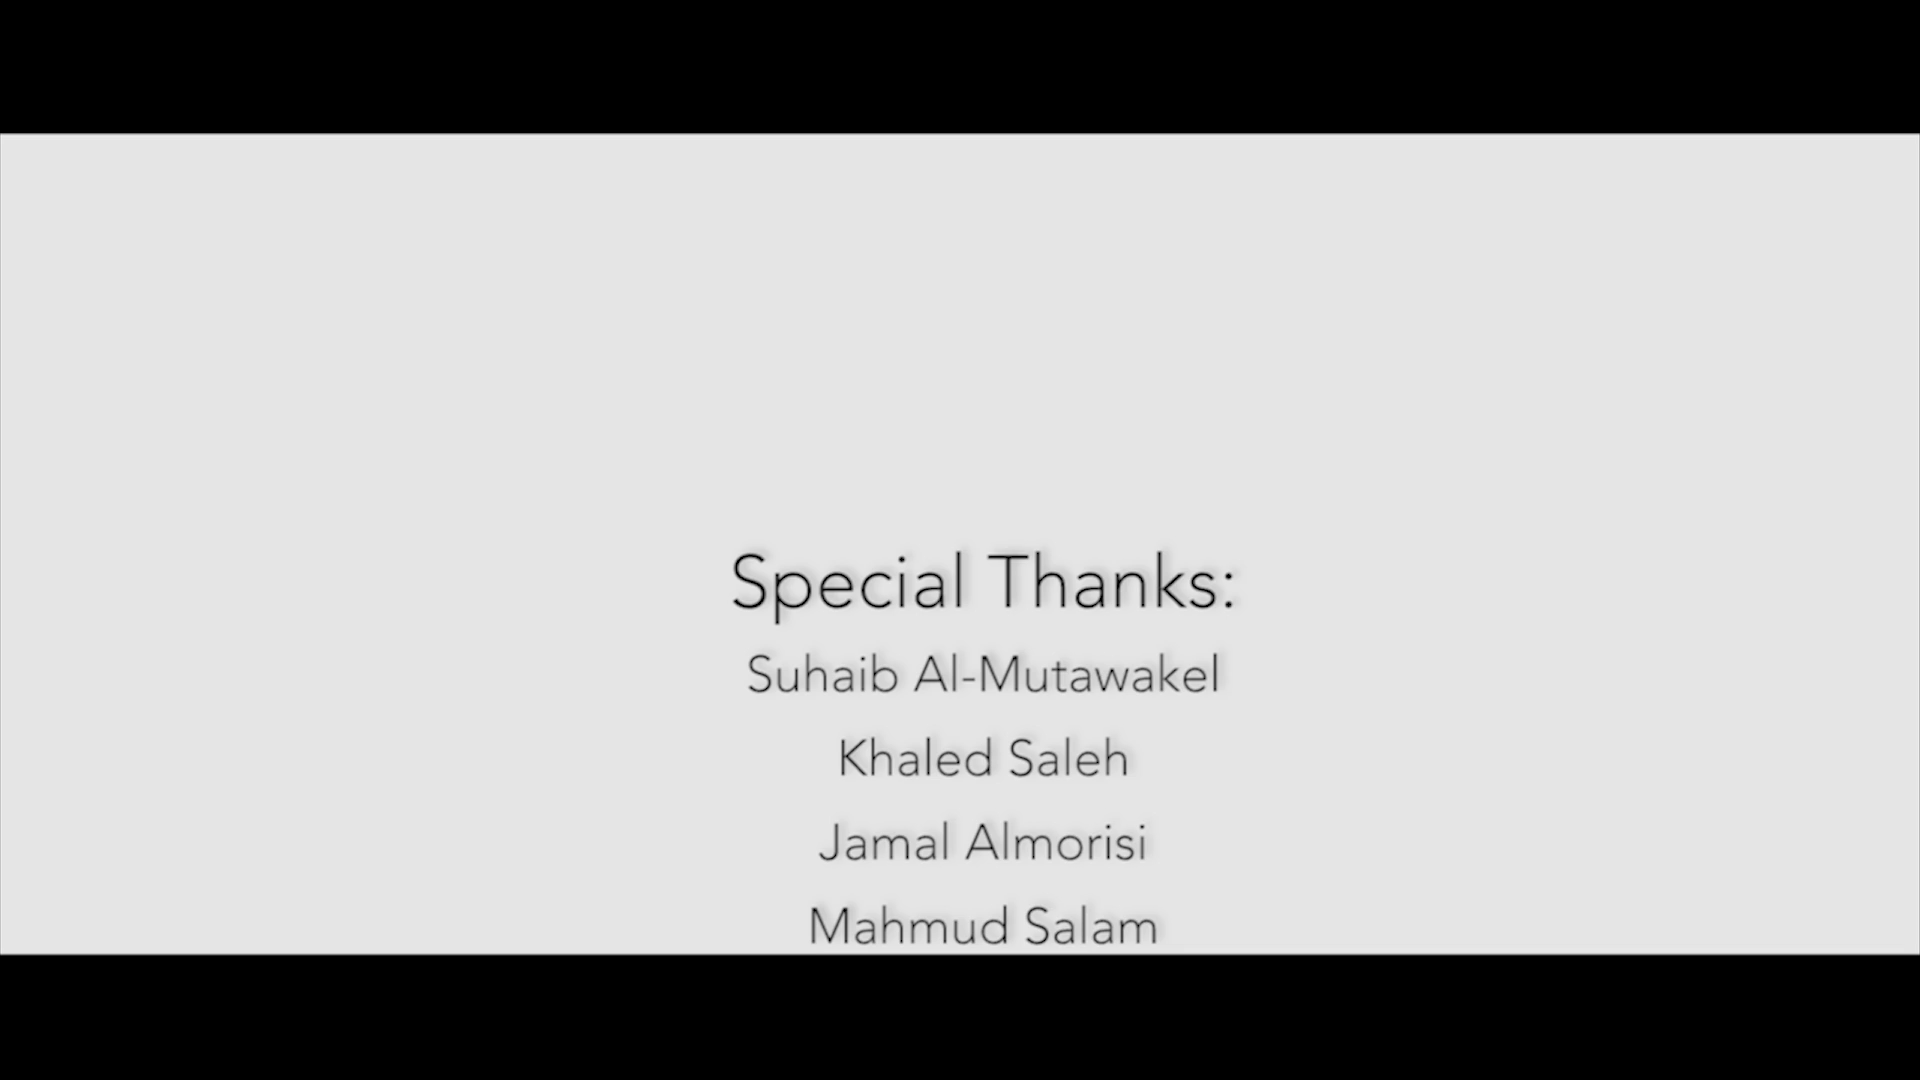 Special Thanks:
Suhaib Al-Mutawakel
Khaled Saleh
Jamal Almorisi
Mahmud Salam